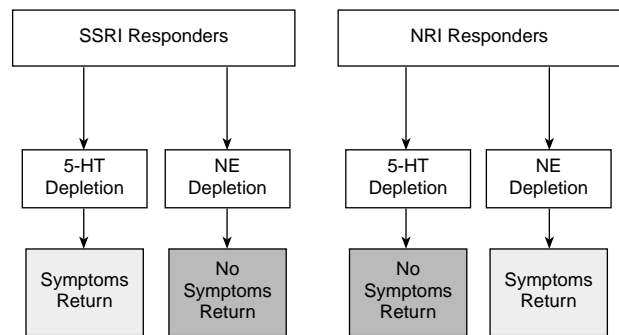 SSRI Responders
NRI Responders
5-HT
Depletion
NE
Depletion
5-HT
Depletion
NE
Depletion
Symptoms
Return
No
Symptoms
Return
No
Symptoms
Return
Symptoms
Return